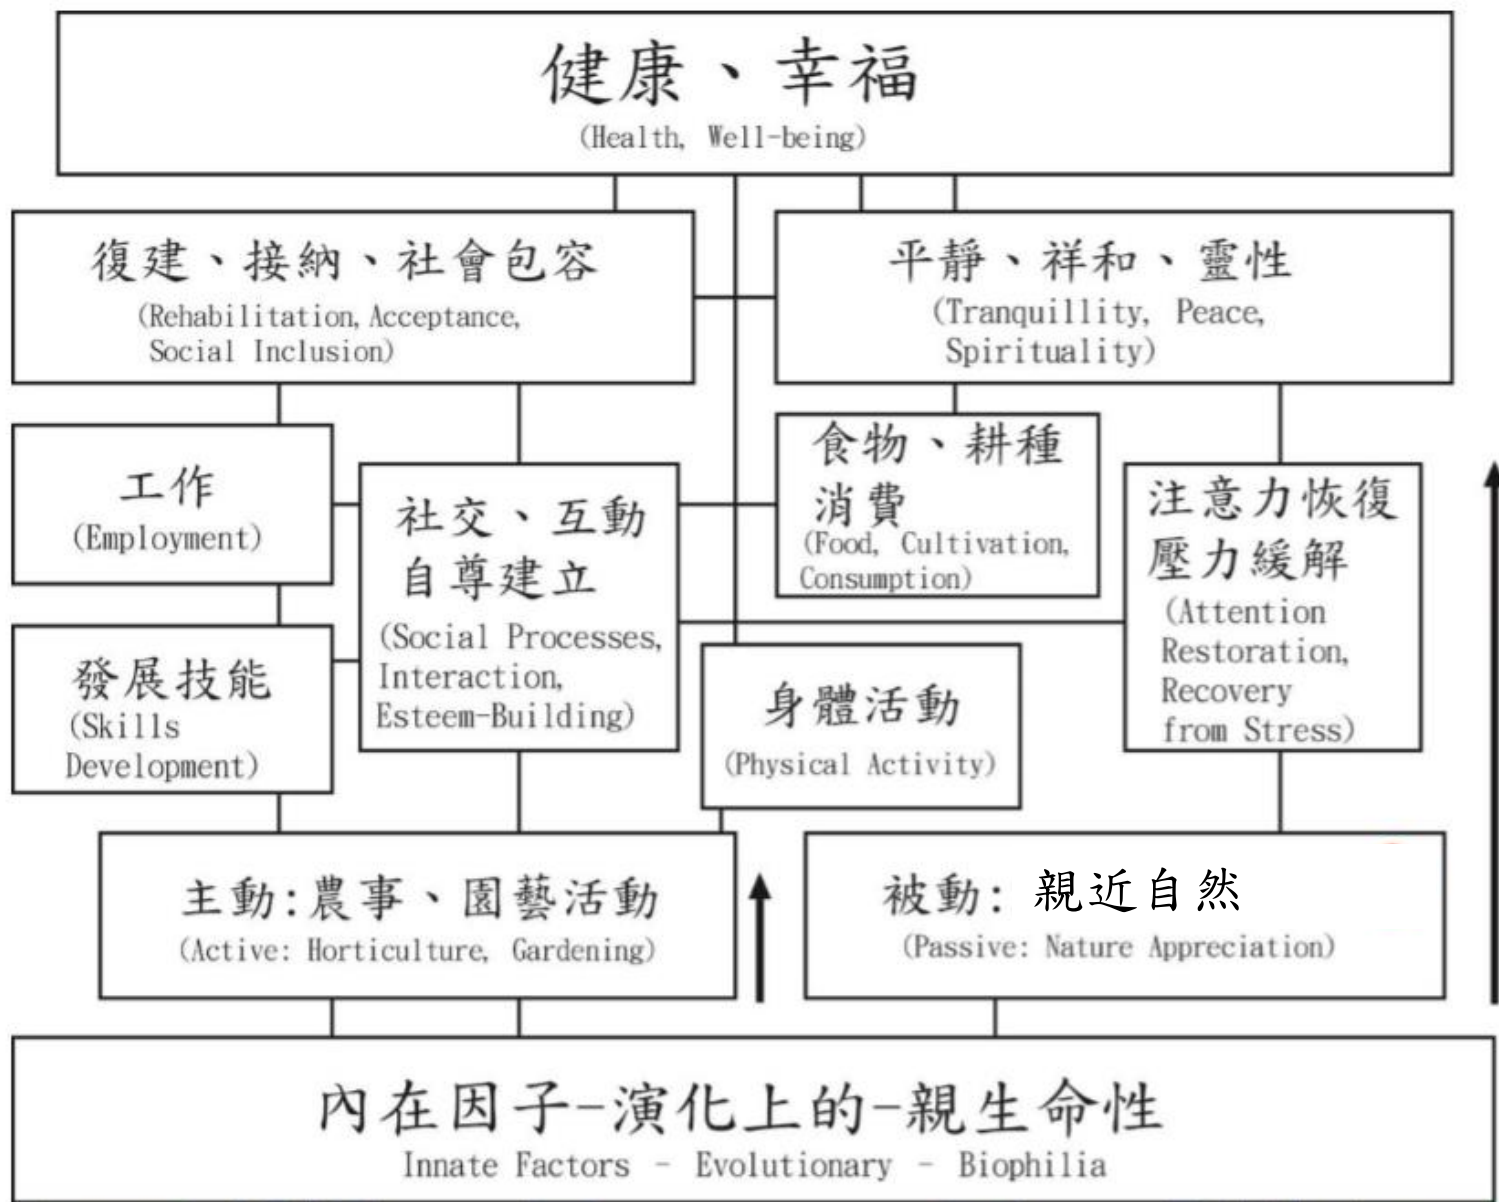 健康、幸福
(Health, Well-being)
復建、接納、社會包容
(Rehabilitation, Acceptance,
Social Inclusion)
平靜、祥和、靈性
(Tranquillity, Peace,
Spirituality)
工作
(Employment)
社交、互動
自尊建立
(Social Processes,
Interaction,
Esteem-Building)
食物、耕種
消費
(Food, Cultivation,
Consumption)
注意力恢復
壓力緩解
(Attention
Restoration,
Recovery
from Stress)
發展技能
(Skills
Development)
身體活動
(Physical Activity)
主動:農事、園藝活動
(Active: Horticulture, Gardening)
被動: 親近自然
(Passive: Nature Appreciation)
內在因子-演化上的-親生命性
Innate Factors - Evolutionary - Biophilia